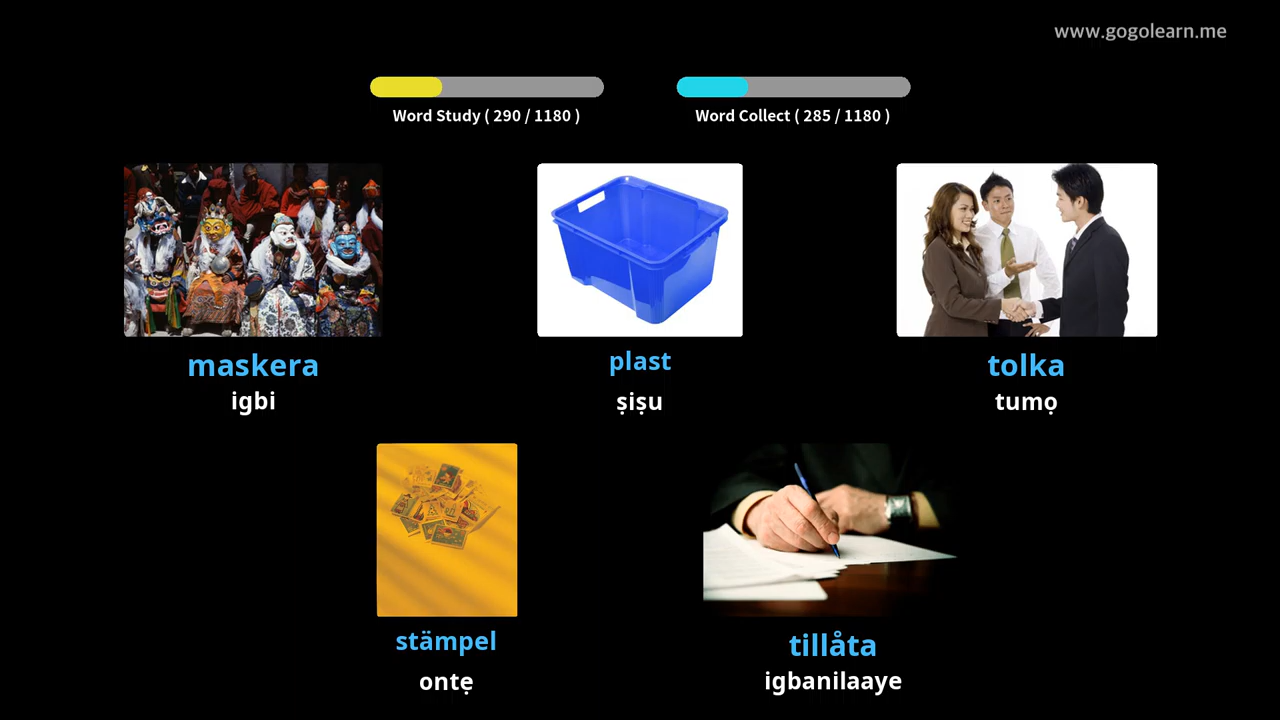 www.gogolearn.me
Word Study ( 290 / 1180 )
Word Collect ( 285 / 1180 )
maskera
igbi
plast
ṣiṣu
tolka
tumọ
stämpel
ontẹ
tillåta
igbanilaaye